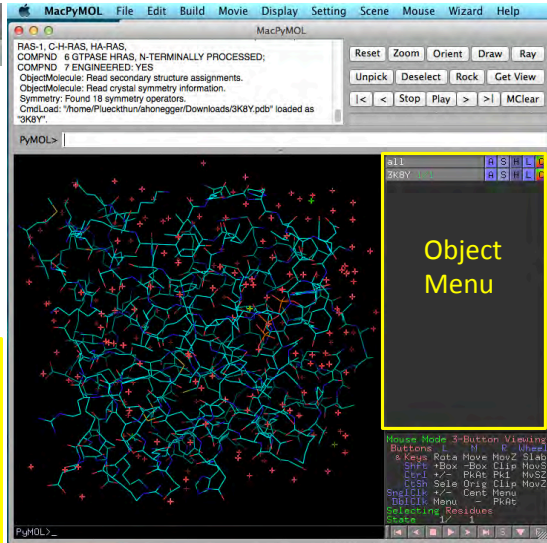 MacPyMOL File Edit Build Movie Display Setting Scene Mouse Wizard Help
MacPyMOL
RAS-1, C-H-RAS, HA-RAS,
COMPND 6 GTPASE HRAS, N-TERMINALLY PROCESSED;
COMPND 7 ENGINEERED: YES
ObjectMolecule: Read secondary structure assignments.
ObjectMolecule: Read crystal symmetry information.
Symmetry: Found 18 symmetry operators.
CmdLoad: "/home/Plueckthun/ahonegger/Downloads/3K8Y.pdb" loaded as
"3K8Y".
Reset Zoom Orient Draw Ray
Unpick Deselect Rock Get View
|< < Stop Play > >| MClear
PyMOL>
all A S H L C
3K8Y A S H L C
Object
Menu
Mouse Mode 3-Button Viewing
Buttons L M R Wheel
& Keys Rota Move MovZ Slab
Shft +Box -Box Clip MovS
Ctrl +/- PkAt Pk1 MvSZ
CtSh Sele Orig Clip MovZ
SnglClk +/- Cent Menu
DblClk Menu - PkAt
Selecting Residues
State 1/ 1
PyMOL>_
S F